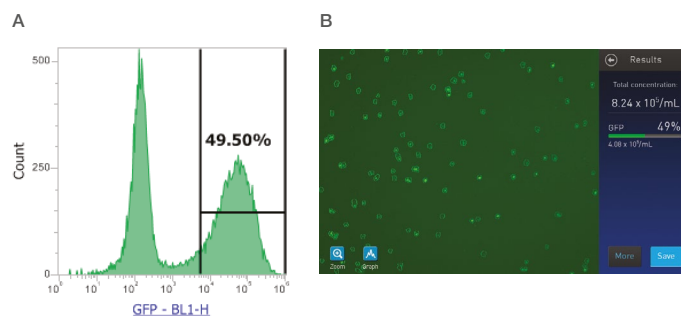 A
B
500
250
0
Count
49.50%
10⁰ 10¹ 10² 10³ 10⁴ 10⁵ 10⁶
GFP - BL1-H
Results
Total concentration:
8.24 x 10⁵/mL
GFP 49%
4.08 x 10⁵/mL
Zoom Graph
More Save